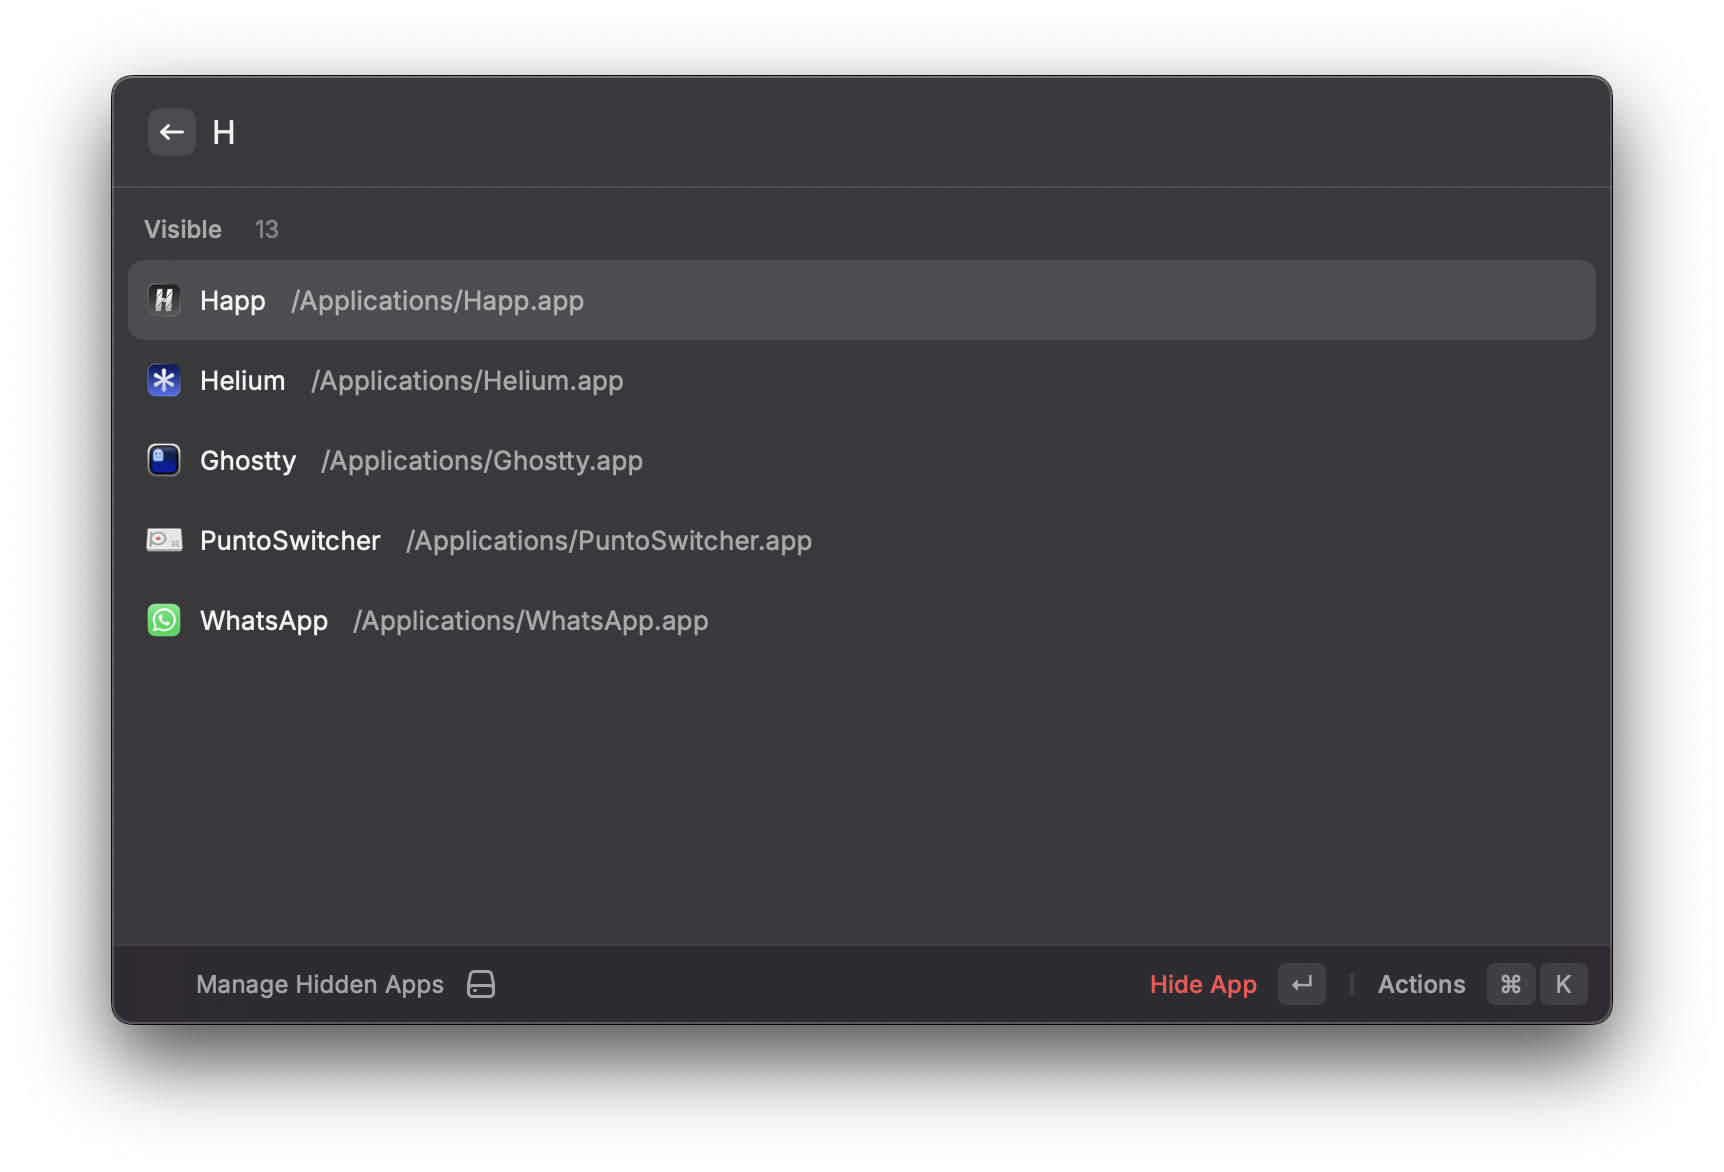 H
Visible 13
Happ /Applications/Happ.app
Helium /Applications/Helium.app
Ghostty /Applications/Ghostty.app
PuntoSwitcher /Applications/PuntoSwitcher.app
WhatsApp /Applications/WhatsApp.app
Manage Hidden Apps Hide App ↵ Actions ⌘ K